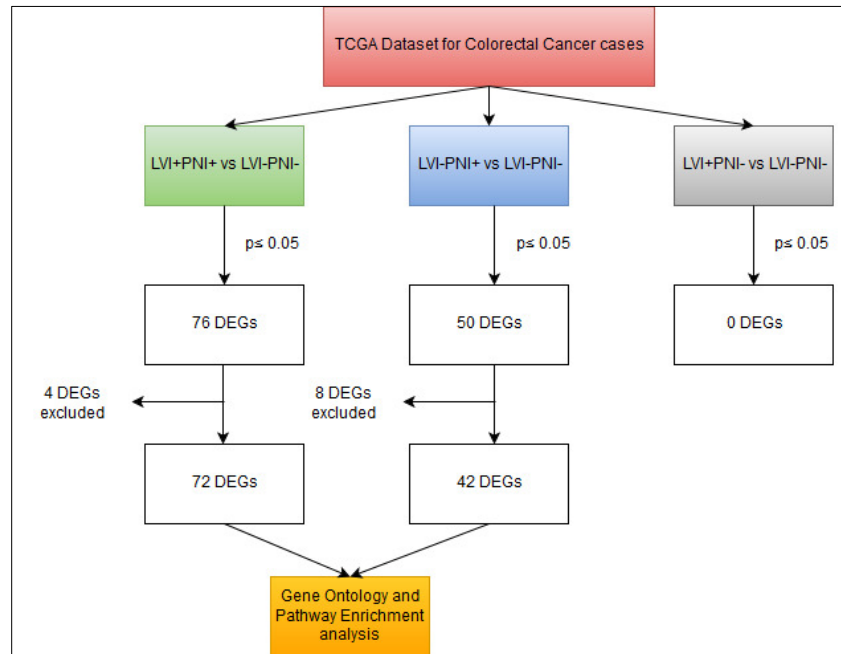 TCGA Dataset for Colorectal Cancer cases
LVI+PNI+ vs LVI-PNI-
LVI-PNI+ vs LVI-PNI-
LVI+PNI- vs LVI-PNI-
p≤ 0.05
p≤ 0.05
p≤ 0.05
76 DEGs
50 DEGs
0 DEGs
4 DEGs
excluded
8 DEGs
excluded
72 DEGs
42 DEGs
Gene Ontology and
Pathway Enrichment
analysis